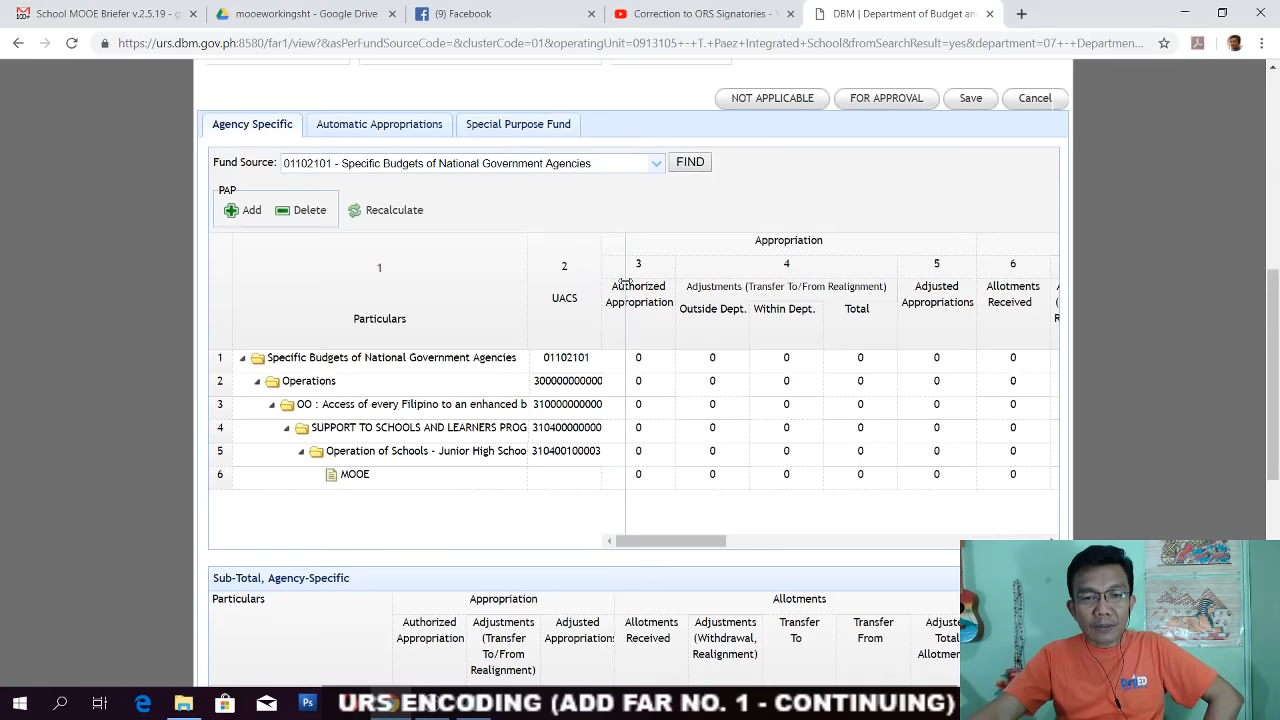 School MOOE Briefer v.2.5.19 - g
mooeworkingsht - Google Drive
(9) Facebook
Correction to ORS Signatories -
DBM | Department of Budget an
https://urs.dbm.gov.ph:8580/far1/view?&asPerFundSourceCode=&clusterCode=01&operatingUnit=0913105+-+T.+Paez+Integrated+School&fromSearchResult=yes&department=07+-+Departmen...
NOT APPLICABLE
FOR APPROVAL
Save
Cancel
Agency Specific
Automatic Appropriations
Special Purpose Fund
Fund Source:
01102101 - Specific Budgets of National Government Agencies
FIND
PAP
Add
Delete
Recalculate
Appropriation
1
2
3
4
5
6
Particulars
UACS
Authorized Appropriation
Adjustments (Transfer To/From Realignment)
Outside Dept.
Within Dept.
Total
Adjusted Appropriations
Allotments Received
1 Specific Budgets of National Government Agencies 01102101 0 0 0 0 0 0
2 Operations 300000000000 0 0 0 0 0 0
3 OO : Access of every Filipino to an enhanced b 310000000000 0 0 0 0 0 0
4 SUPPORT TO SCHOOLS AND LEARNERS PROG 310400000000 0 0 0 0 0 0
5 Operation of Schools - Junior High Schoo 310400100003 0 0 0 0 0 0
6 MOOE 0 0 0 0 0 0
Sub-Total, Agency-Specific
Particulars
Appropriation
Allotments
Authorized Appropriation
Adjustments (Transfer To/From Realignment)
Adjusted Appropriations
Allotments Received
Adjustments (Withdrawal, Realignment)
Transfer To
Transfer From
Adjuste
Total
Allotmen
URS ENCODING (ADD FAR NO. 1 - CONTINUING)